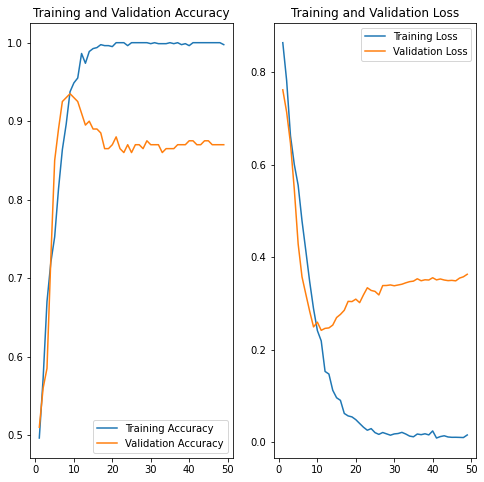 Training and Validation Accuracy
1.0
0.9
0.8
0.7
0.6
0.5
0 10 20 30 40 50
Training Accuracy
Validation Accuracy
Training and Validation Loss
Training Loss
Validation Loss
0.8
0.6
0.4
0.2
0.0
0 10 20 30 40 50